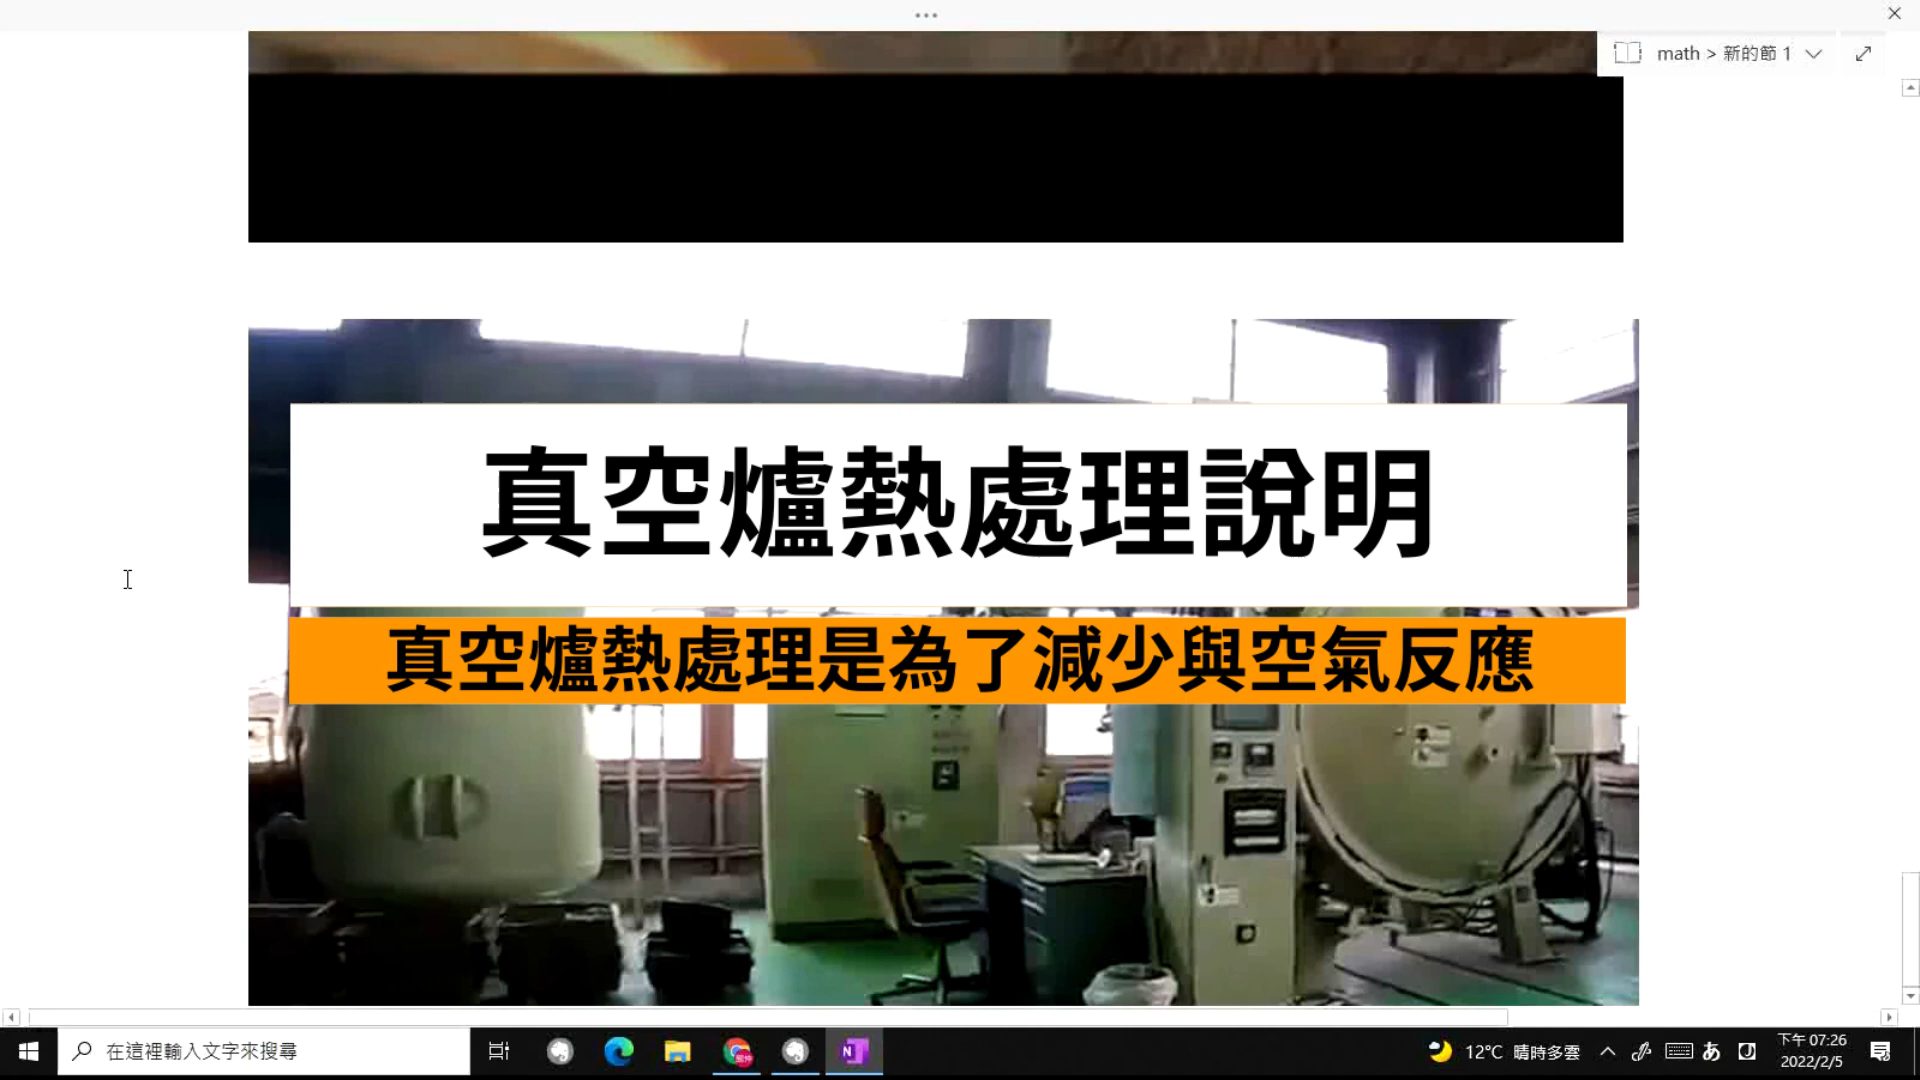 math > 新的節 1
真空爐熱處理說明
真空爐熱處理是為了減少與空氣反應
在這裡輸入文字來搜尋
12°C 晴時多雲
あ
下午 07:26
2022/2/5